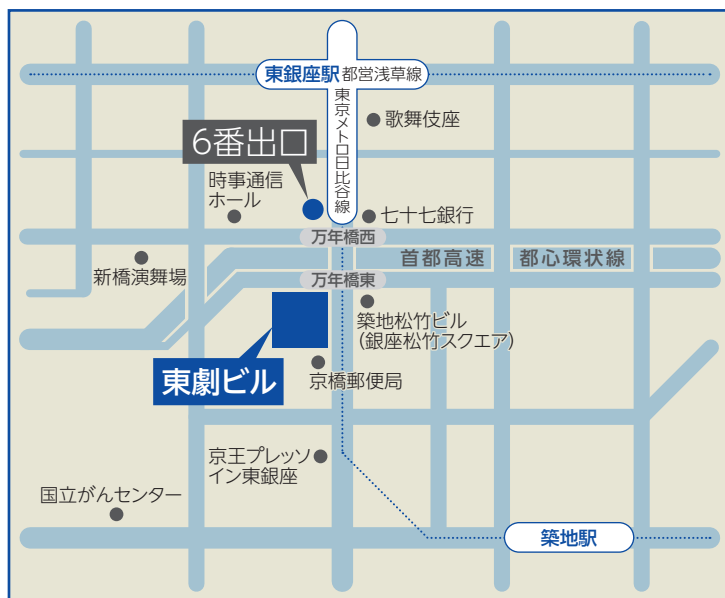 東銀座駅 都営浅草線
東京メトロ日比谷線
歌舞伎座
6番出口
時事通信
ホール
七十七銀行
万年橋西
首都高速 都心環状線
新橋演舞場
万年橋東
築地松竹ビル
(銀座松竹スクエア)
東劇ビル
京橋郵便局
京王プレッソ
イン東銀座
国立がんセンター
築地駅